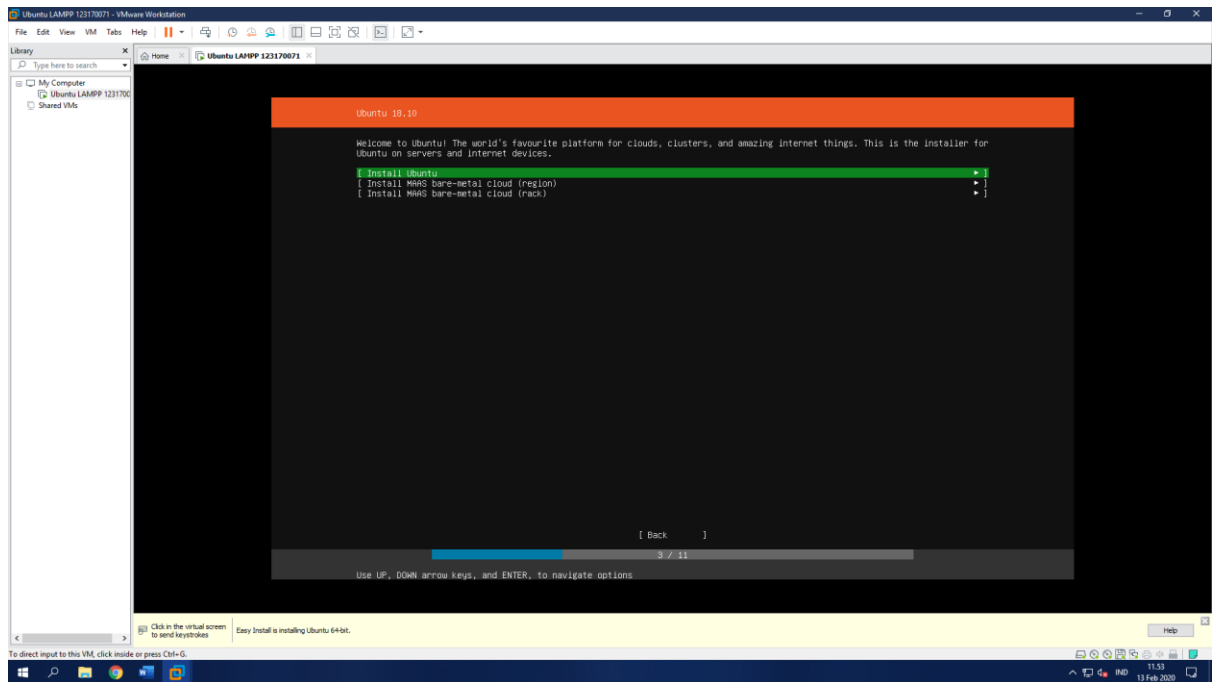 Ubuntu LAMPP 123170071 - VMware Workstation
File Edit View VM Tabs Help
Library
Type here to search
My Computer
Ubuntu LAMPP 1231700
Shared VMs
Home
Ubuntu LAMPP 123170071
Ubuntu 18.10
Welcome to Ubuntu! The world's favourite platform for clouds, clusters, and amazing internet things. This is the installer for
Ubuntu on servers and internet devices.
[ Install Ubuntu ► ]
[ Install MAAS bare-metal cloud (region) ► ]
[ Install MAAS bare-metal cloud (rack) ► ]
[ Back ]
3 / 11
Use UP, DOWN arrow keys, and ENTER, to navigate options
Click in the virtual screen
to send keystrokes
Easy Install is installing Ubuntu 64-bit.
Help
To direct input to this VM, click inside or press Ctrl+G.
IND
11.53
13 Feb 2020